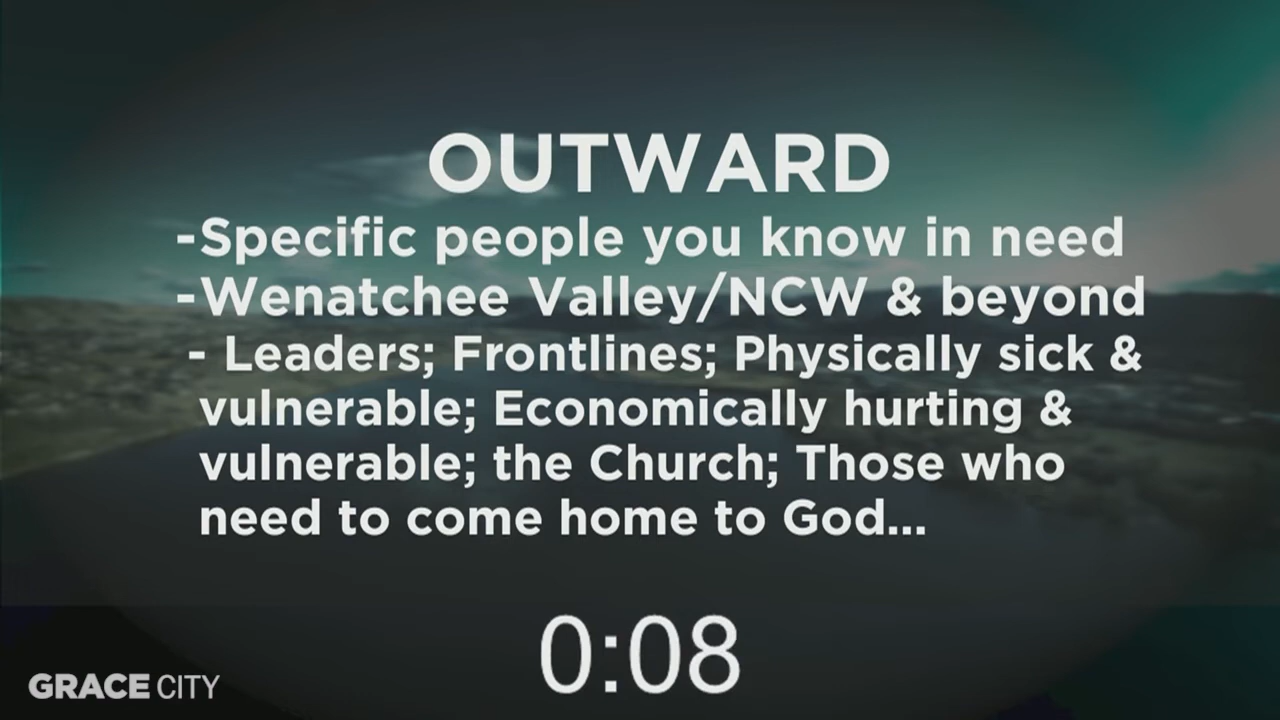 OUTWARD
-Specific people you know in need
-Wenatchee Valley/NCW & beyond
- Leaders; Frontlines; Physically sick &
vulnerable; Economically hurting &
vulnerable; the Church; Those who
need to come home to God...
0:08
GRACE CITY